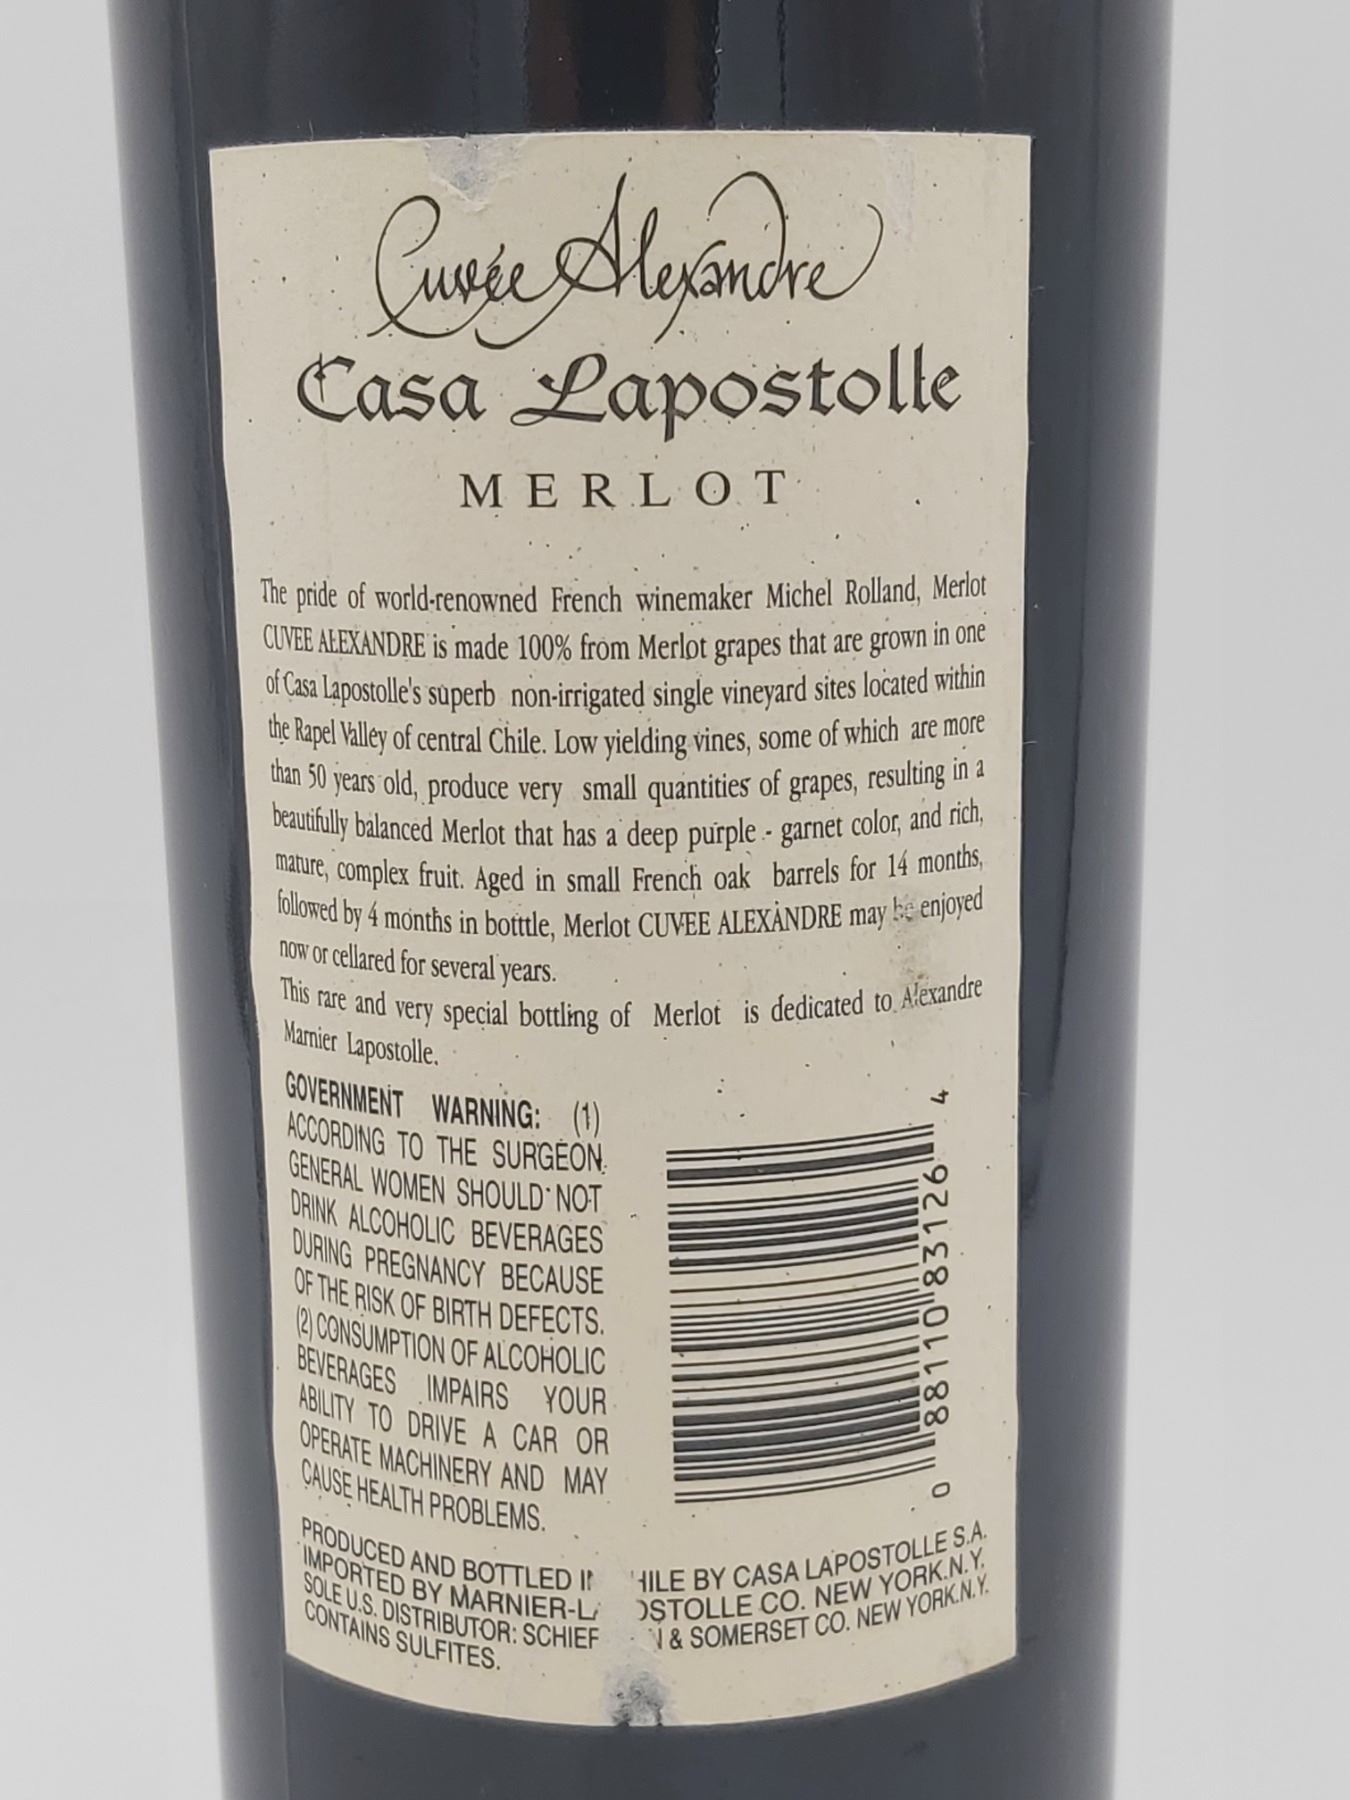 Cuvée Alexandre
Casa Lapostolle
MERLOT
The pride of world-renowned French winemaker Michel Rolland, Merlot
CUVEE ALEXANDRE is made 100% from Merlot grapes that are grown in one
of Casa Lapostolle's superb non-irrigated single vineyard sites located within
the Rapel Valley of central Chile. Low yielding vines, some of which are more
than 50 years old, produce very small quantities of grapes, resulting in a
beautifully balanced Merlot that has a deep purple - garnet color, and rich,
mature, complex fruit. Aged in small French oak barrels for 14 months,
followed by 4 months in botttle, Merlot CUVEE ALEXANDRE may be enjoyed
now or cellared for several years.
This rare and very special bottling of Merlot is dedicated to Alexandre
Marnier Lapostolle.
GOVERNMENT WARNING: (1)
ACCORDING TO THE SURGEON
GENERAL WOMEN SHOULD NOT
DRINK ALCOHOLIC BEVERAGES
DURING PREGNANCY BECAUSE
OF THE RISK OF BIRTH DEFECTS.
(2) CONSUMPTION OF ALCOHOLIC
BEVERAGES IMPAIRS YOUR
ABILITY TO DRIVE A CAR OR
OPERATE MACHINERY AND MAY
CAUSE HEALTH PROBLEMS.
0 88110 83126 4
PRODUCED AND BOTTLED BY CASA LAPOSTOLLE S.A.
IMPORTED BY CO. NEW YORK.N.Y.
SOLE U.S. DISTRIBUTOR: & SOMERSET CO. NEW YORK.N.Y.
CONTAINS SULFITES.